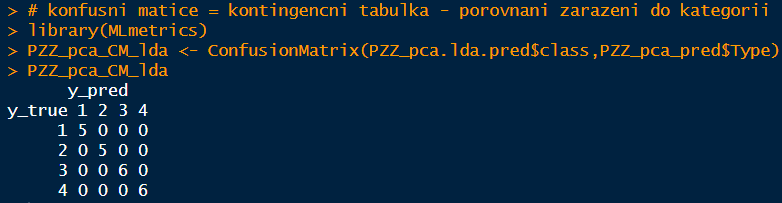 > # konfusni matice = kontingencni tabulka - porovnani zarazeni do kategorii
> library(MLmetrics)
> PZZ_pca_CM_lda <- ConfusionMatrix(PZZ_pca.lda.pred$class,PZZ_pca_pred$Type)
> PZZ_pca_CM_lda
y_pred
y_true 1 2 3 4
1 5 0 0 0
2 0 5 0 0
3 0 0 6 0
4 0 0 0 6